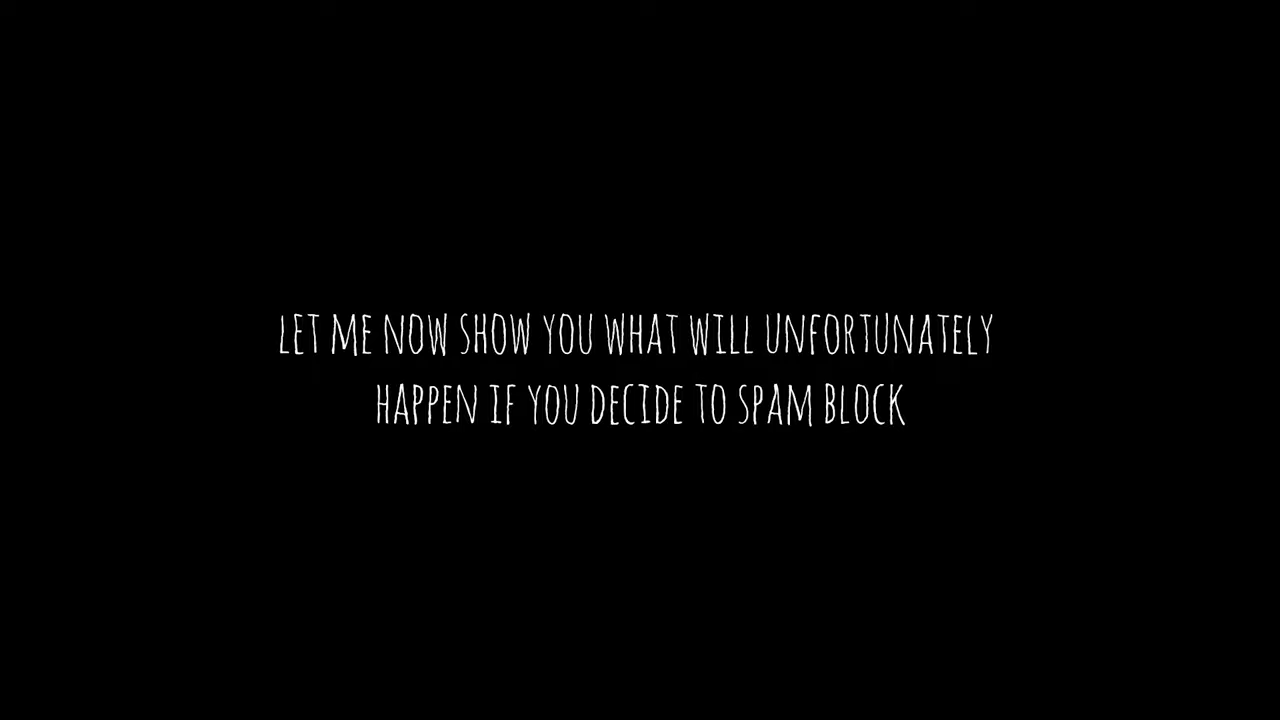 LET ME NOW SHOW YOU WHAT WILL UNFORTUNATELY
HAPPEN IF YOU DECIDE TO SPAM BLOCK